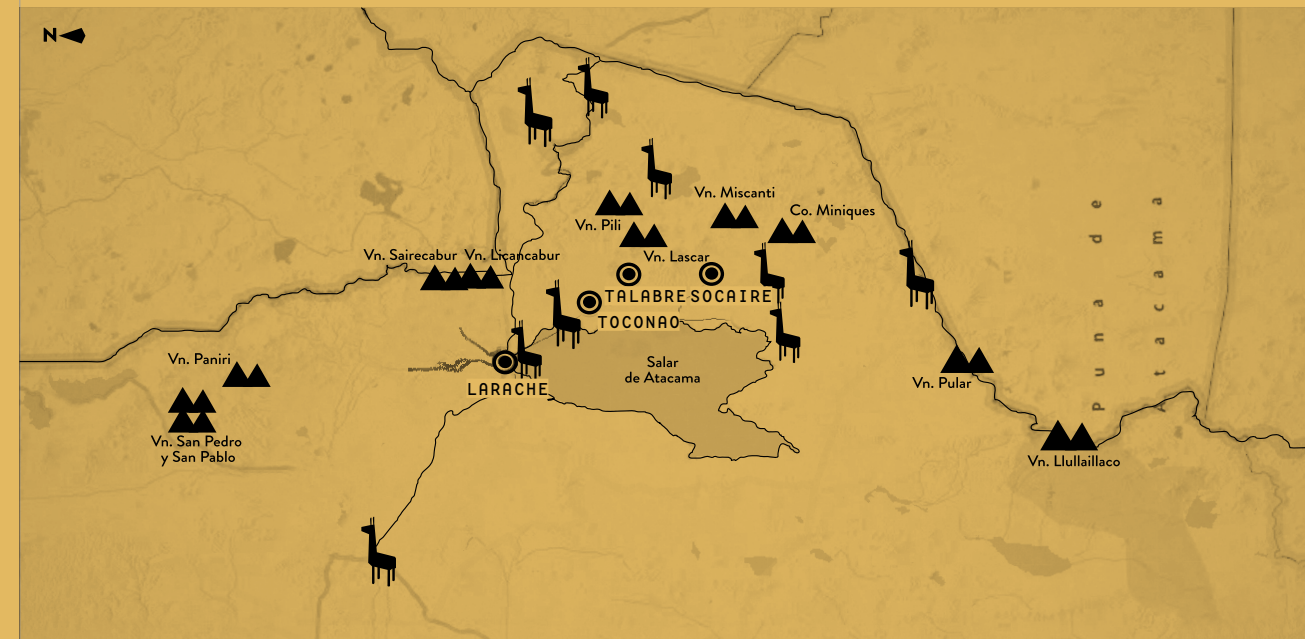 N
Vn. Miscanti
Co. Miniques
Vn. Pili
Vn. Sairecabur
Vn. Licancabur
Vn. Lascar
TALABRE
SOCAIRE
TOCONAO
Vn. Paniri
Salar
de Atacama
LARACHE
Vn. Pular
Vn. San Pedro
y San Pablo
Vn. Llullaillaco
Puna de
Atacama